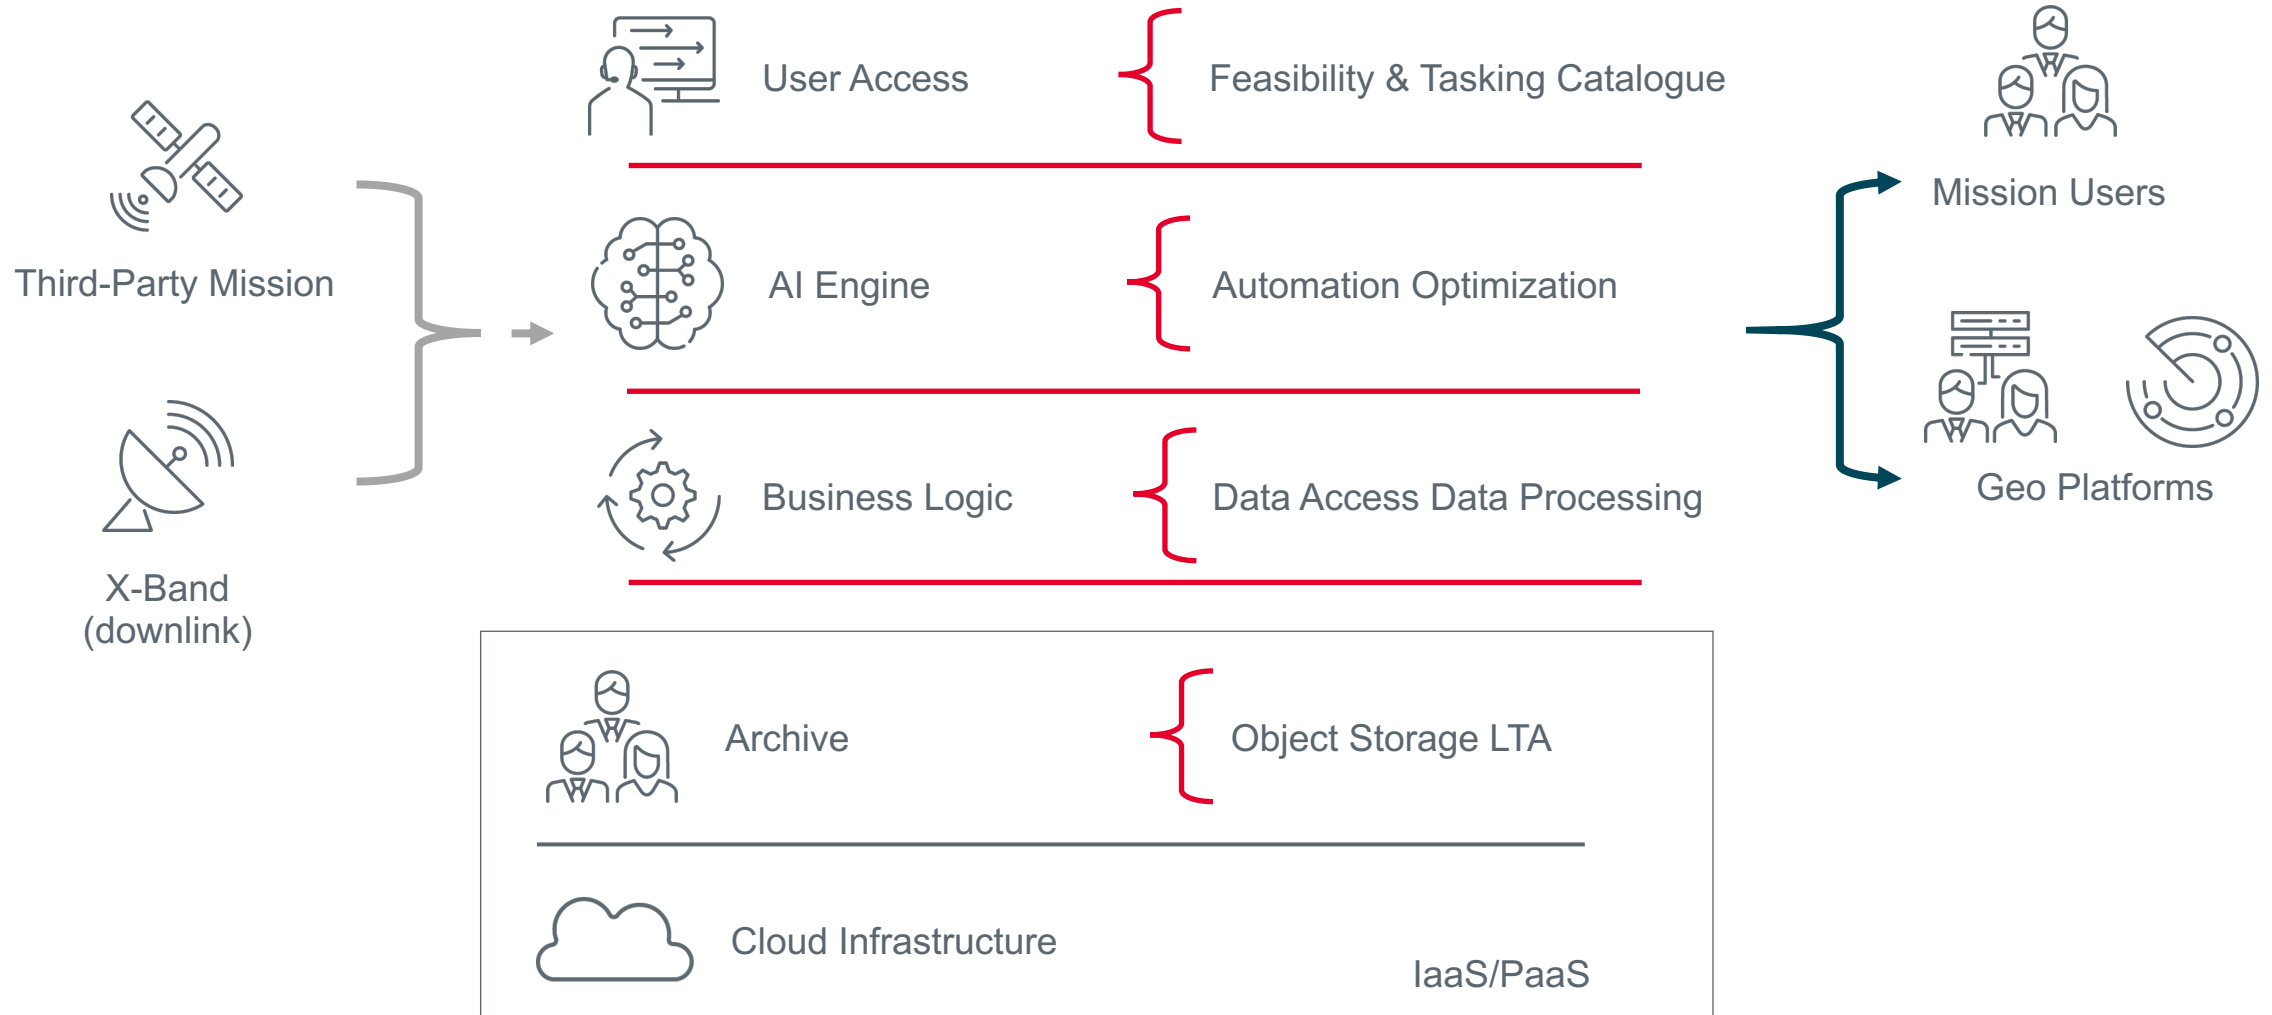 User Access
Feasibility & Tasking Catalogue
Mission Users
Third-Party Mission
AI Engine
Automation Optimization
Business Logic
Data Access Data Processing
Geo Platforms
X-Band
(downlink)
Archive
Object Storage LTA
Cloud Infrastructure
IaaS/PaaS